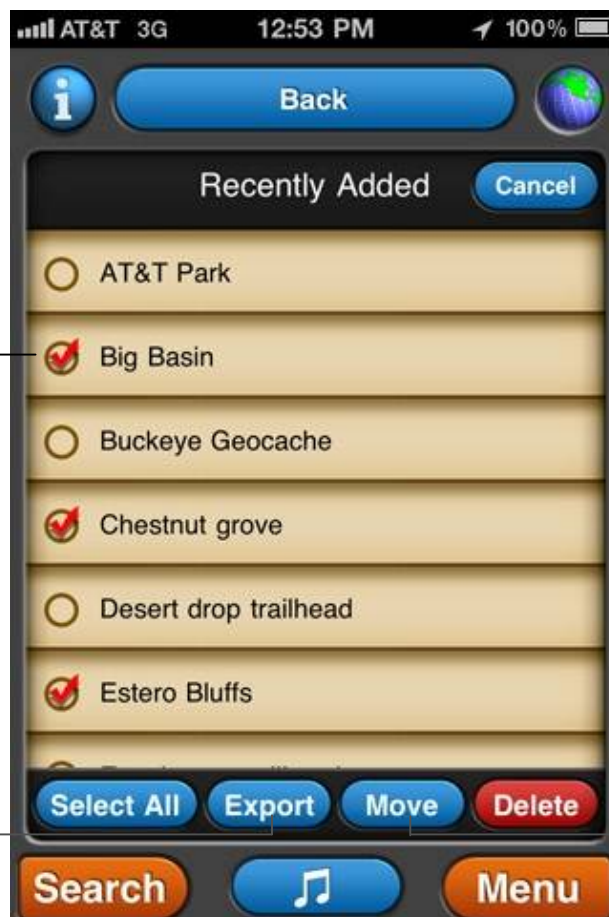 AT&T 3G 12:53 PM 100%
i Back
Recently Added Cancel
AT&T Park
Big Basin
Buckeye Geocache
Chestnut grove
Desert drop trailhead
Estero Bluffs
Select All Export Move Delete
Search Menu